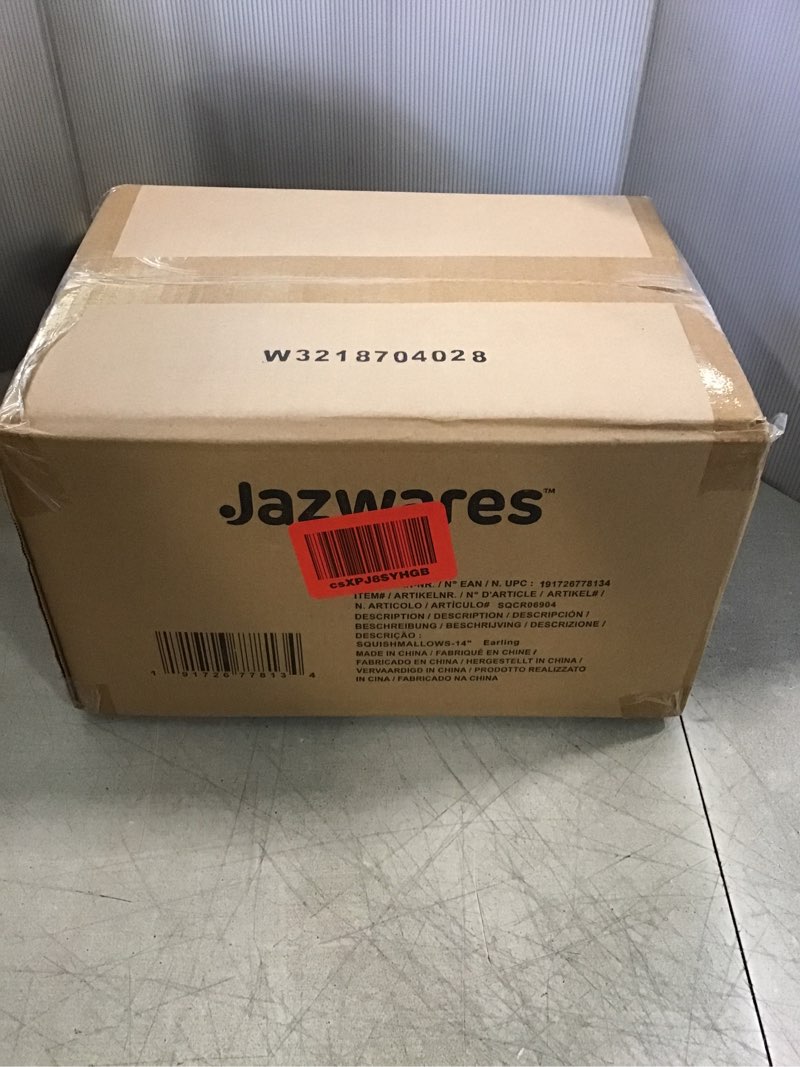 W3218704028
Jazwares™
csXPJ8SYHGB
-NR. / N° EAN / N. UPC : 191726778134
ITEM# / ARTIKELNR. / N° D'ARTICLE / ARTIKEL# /
N. ARTICOLO / ARTÍCULO# SQCR06904
DESCRIPTION / DESCRIPTION / DESCRIPCIÓN /
BESCHREIBUNG / BESCHRIJVING / DESCRIZIONE /
DESCRIÇÃO :
SQUISHMALLOWS-14" Earling
MADE IN CHINA / FABRIQUÉ EN CHINE /
FABRICADO EN CHINA / HERGESTELLT IN CHINA /
VERVAARDIGD IN CHINA / PRODOTTO REALIZZATO
IN CINA / FABRICADO NA CHINA
1 91726 77813 4